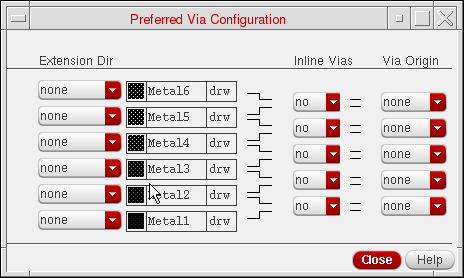 Preferred Via Configuration
Extension Dir Inline Vias Via Origin
none Metal6 drw
no none
none Metal5 drw
no none
none Metal4 drw
no none
none Metal3 drw
no none
none Metal2 drw
no none
none Metal1 drw
Close Help